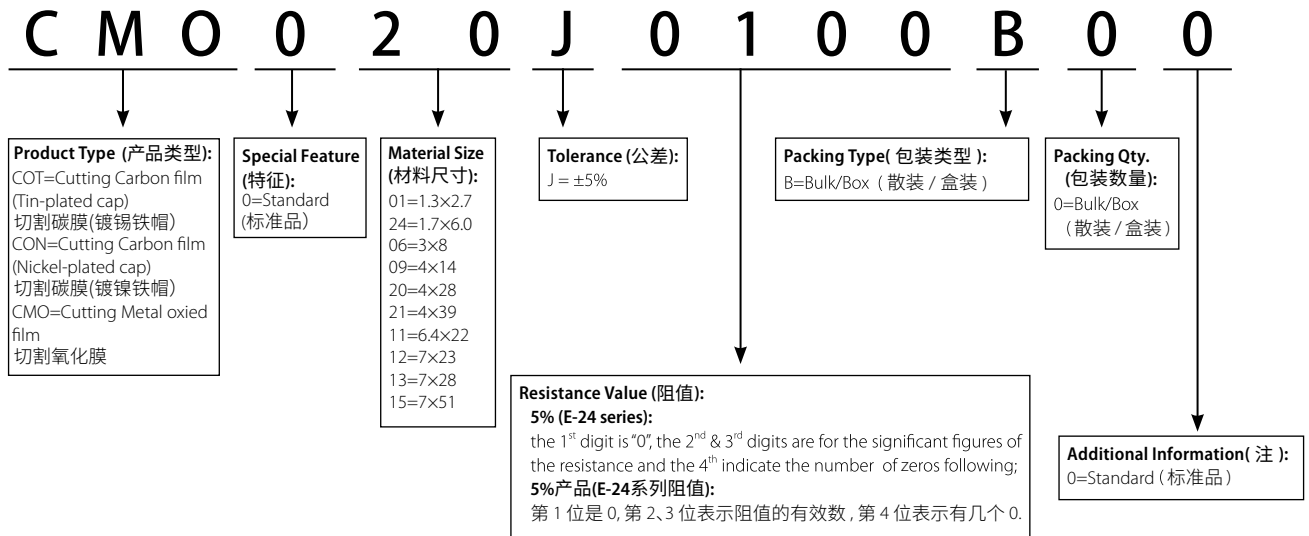 C M O 0 2 0 J 0 1 0 0 B 0 0
Product Type (产品类型):
COT=Cutting Carbon film
(Tin-plated cap)
切割碳膜(镀锡铁帽)
CON=Cutting Carbon film
(Nickel-plated cap)
切割碳膜(镀镍铁帽)
CMO=Cutting Metal oxied
film
切割氧化膜
Special Feature
(特征):
0=Standard
(标准品)
Material Size
(材料尺寸):
01=1.3×2.7
24=1.7×6.0
06=3×8
09=4×14
20=4×28
21=4×39
11=6.4×22
12=7×23
13=7×28
15=7×51
Tolerance (公差):
J = ±5%
Packing Type( 包装类型 ):
B=Bulk/Box ( 散装 / 盒装 )
Packing Qty.
(包装数量):
0=Bulk/Box
( 散装 / 盒装 )
Resistance Value (阻值):
5% (E-24 series):
the 1st digit is “0”, the 2nd & 3rd digits are for the significant figures of
the resistance and the 4th indicate the number of zeros following;
5%产品(E-24系列阻值):
第 1 位是 0, 第 2、3 位表示阻值的有效数 , 第 4 位表示有几个 0.
Additional Information( 注 ):
0=Standard ( 标准品 )